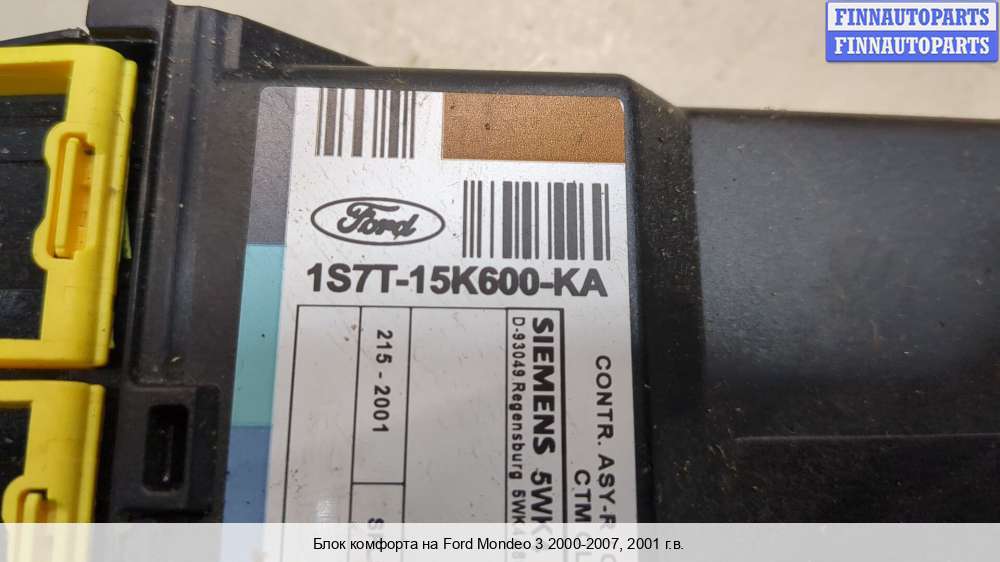 FINNAUTOPARTS
FINNAUTOPARTS
Ford
1S7T-15K600-KA
215 - 2001
SIEMENS
D-93049 Regensburg
CONTR. ASY-R
CTM
Блок комфорта на Ford Mondeo 3 2000-2007, 2001 г.в.